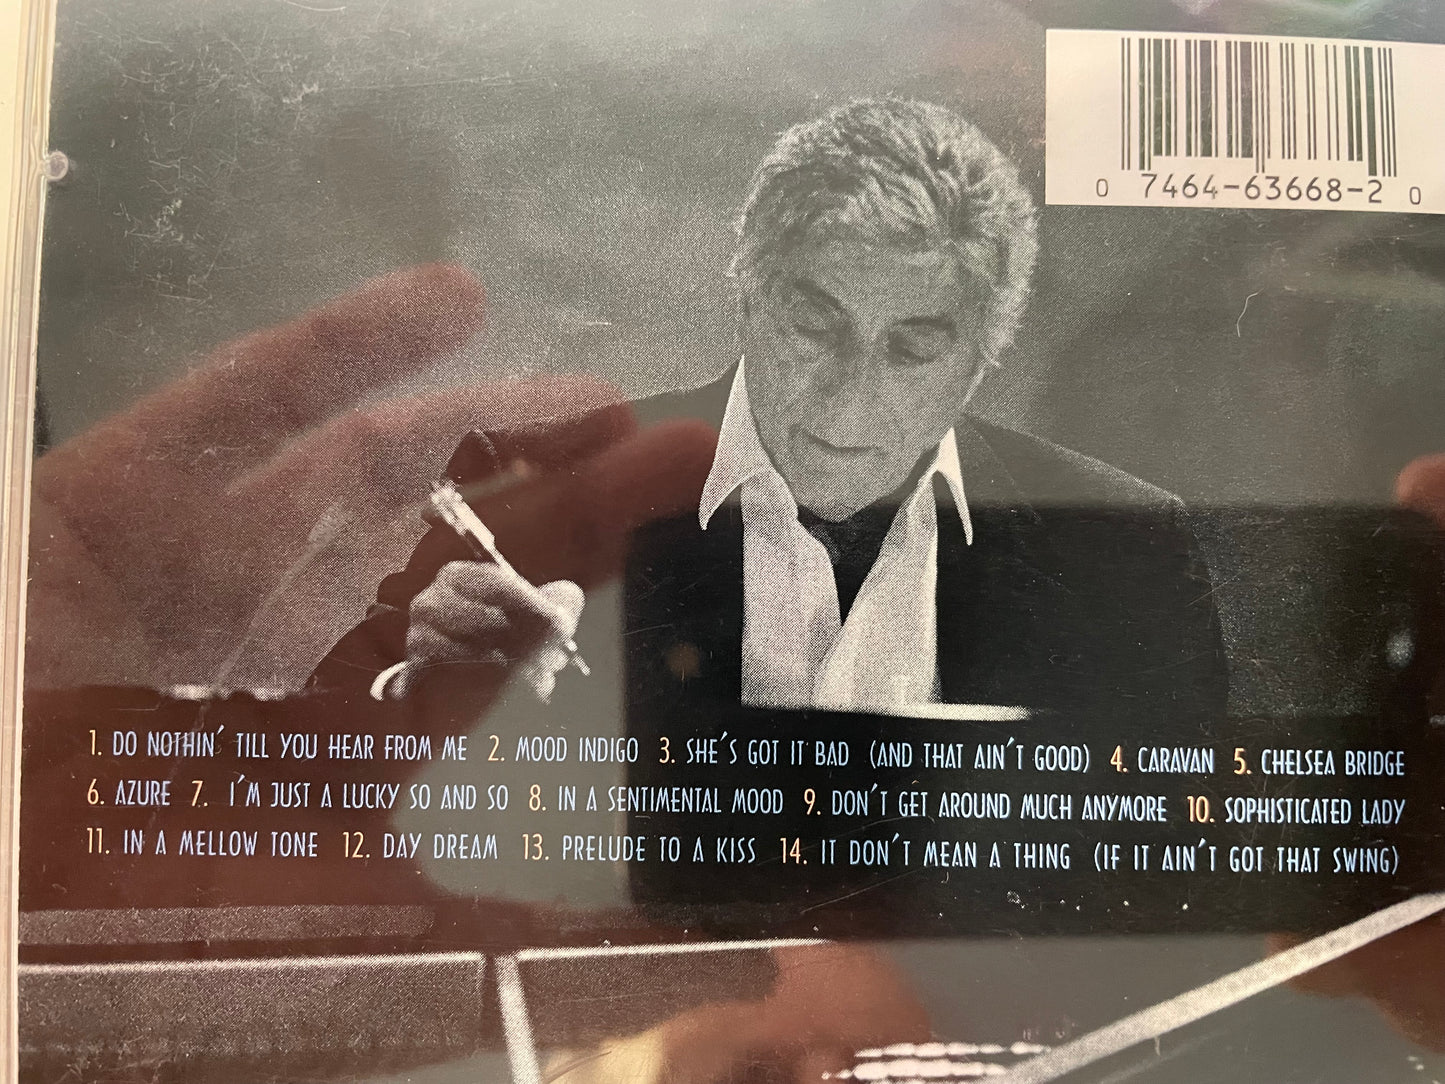 0 7464-63668-2 0
1. DO NOTHIN' TILL YOU HEAR FROM ME 2. MOOD INDIGO 3. SHE'S GOT IT BAD (AND THAT AIN'T GOOD) 4. CARAVAN 5. CHELSEA BRIDGE
6. AZURE 7. I'M JUST A LUCKY SO AND SO 8. IN A SENTIMENTAL MOOD 9. DON'T GET AROUND MUCH ANYMORE 10. SOPHISTICATED LADY
11. IN A MELLOW TONE 12. DAY DREAM 13. PRELUDE TO A KISS 14. IT DON'T MEAN A THING (IF IT AIN'T GOT THAT SWING)